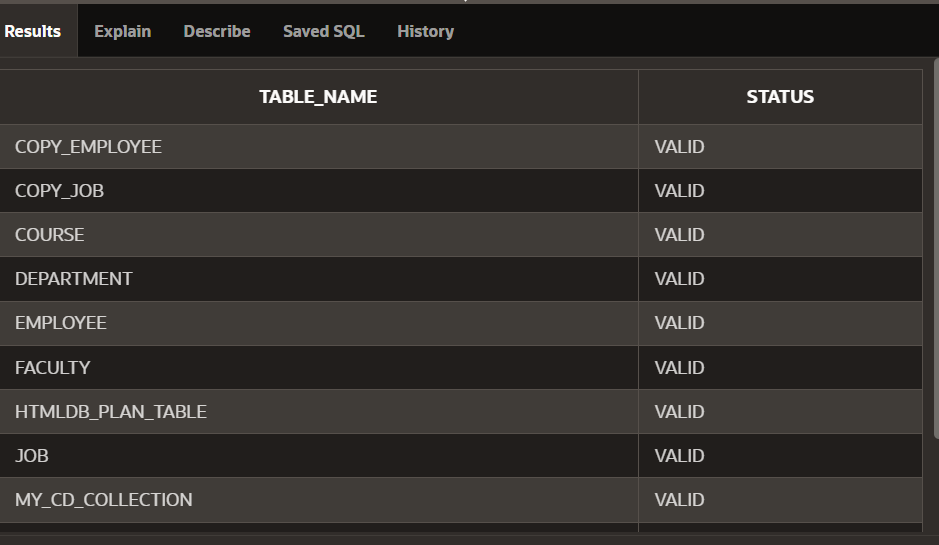 Results Explain Describe Saved SQL History
TABLE_NAME STATUS
COPY_EMPLOYEE VALID
COPY_JOB VALID
COURSE VALID
DEPARTMENT VALID
EMPLOYEE VALID
FACULTY VALID
HTMLDB_PLAN_TABLE VALID
JOB VALID
MY_CD_COLLECTION VALID